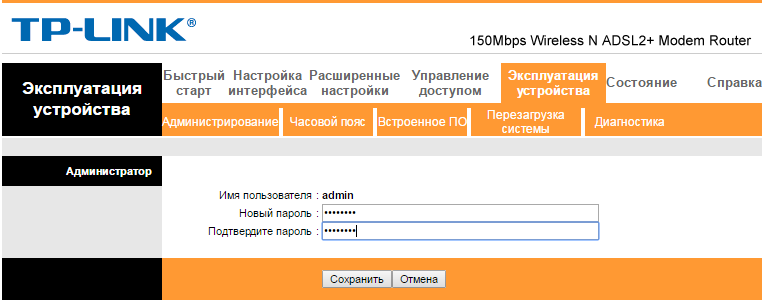 TP-LINK®
150Mbps Wireless N ADSL2+ Modem Router
Эксплуатация
устройства
Быстрый
старт
Настройка
интерфейса
Расширенные
настройки
Управление
доступом
Эксплуатация
устройства
Состояние
Справка
Администрирование
Часовой пояс
Встроенное ПО
Перезагрузка
системы
Диагностика
Администратор
Имя пользователя : admin
Новый пароль : ••••••••
Подтвердите пароль : ••••••••
Сохранить Отмена